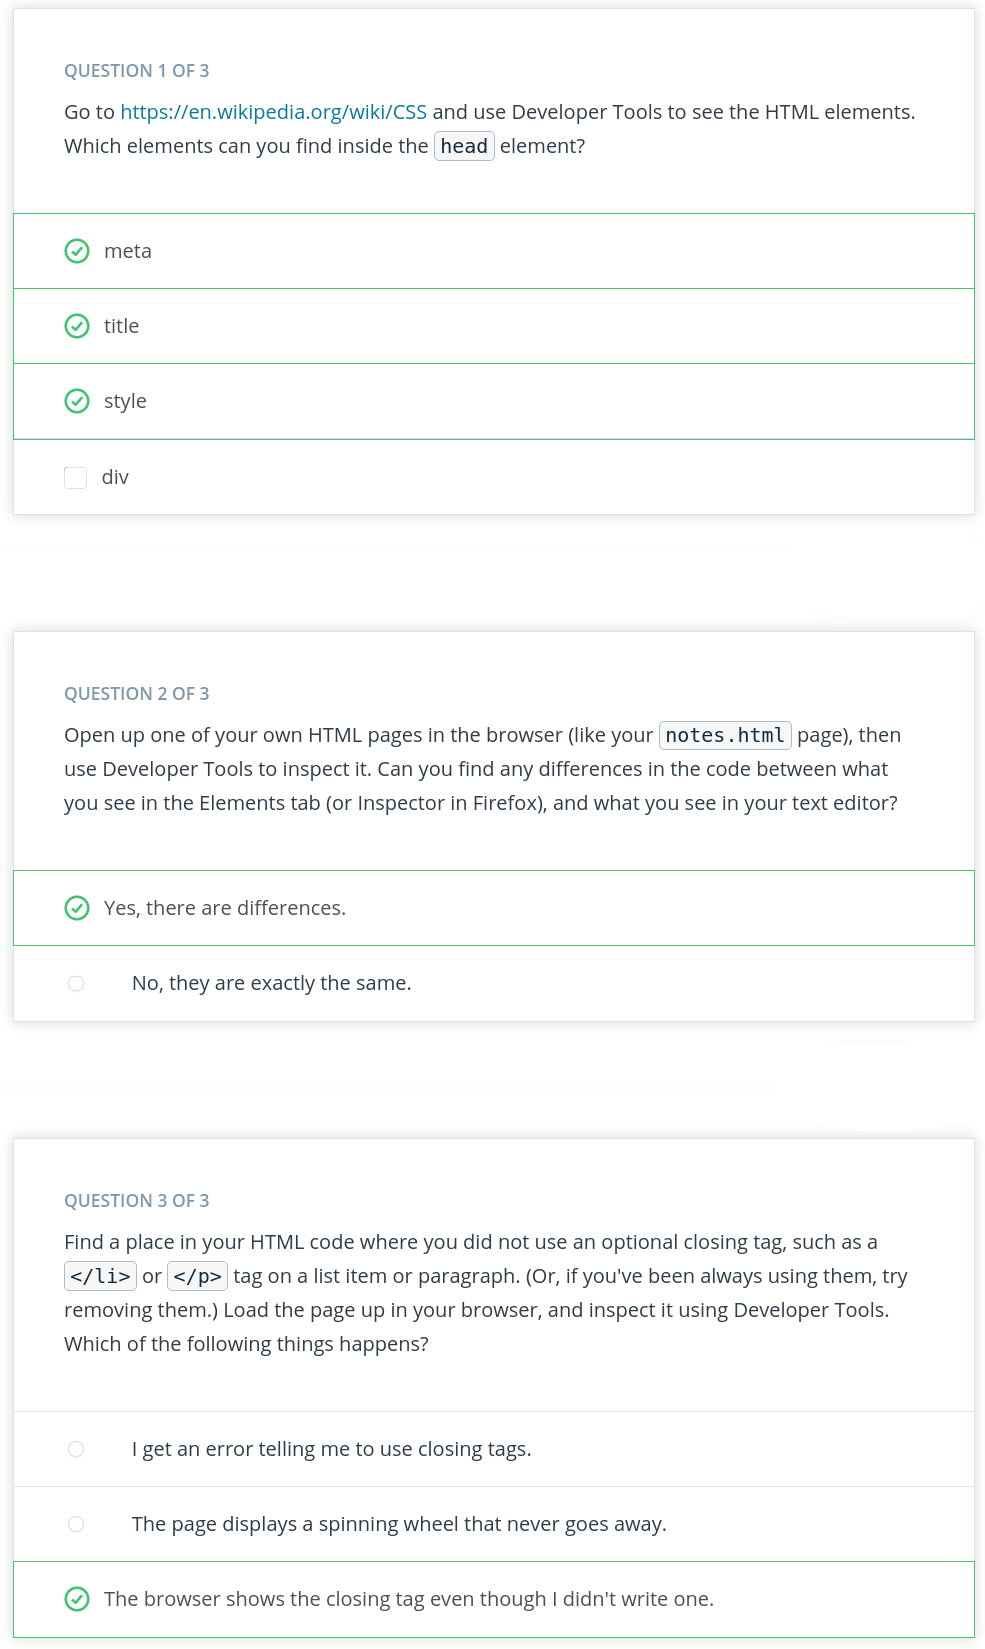 QUESTION 1 OF 3
Go to https://en.wikipedia.org/wiki/CSS and use Developer Tools to see the HTML elements.
Which elements can you find inside the head element?
meta
title
style
div
QUESTION 2 OF 3
Open up one of your own HTML pages in the browser (like your notes.html page), then
use Developer Tools to inspect it. Can you find any differences in the code between what
you see in the Elements tab (or Inspector in Firefox), and what you see in your text editor?
Yes, there are differences.
No, they are exactly the same.
QUESTION 3 OF 3
Find a place in your HTML code where you did not use an optional closing tag, such as a
</li> or </p> tag on a list item or paragraph. (Or, if you've been always using them, try
removing them.) Load the page up in your browser, and inspect it using Developer Tools.
Which of the following things happens?
I get an error telling me to use closing tags.
The page displays a spinning wheel that never goes away.
The browser shows the closing tag even though I didn't write one.